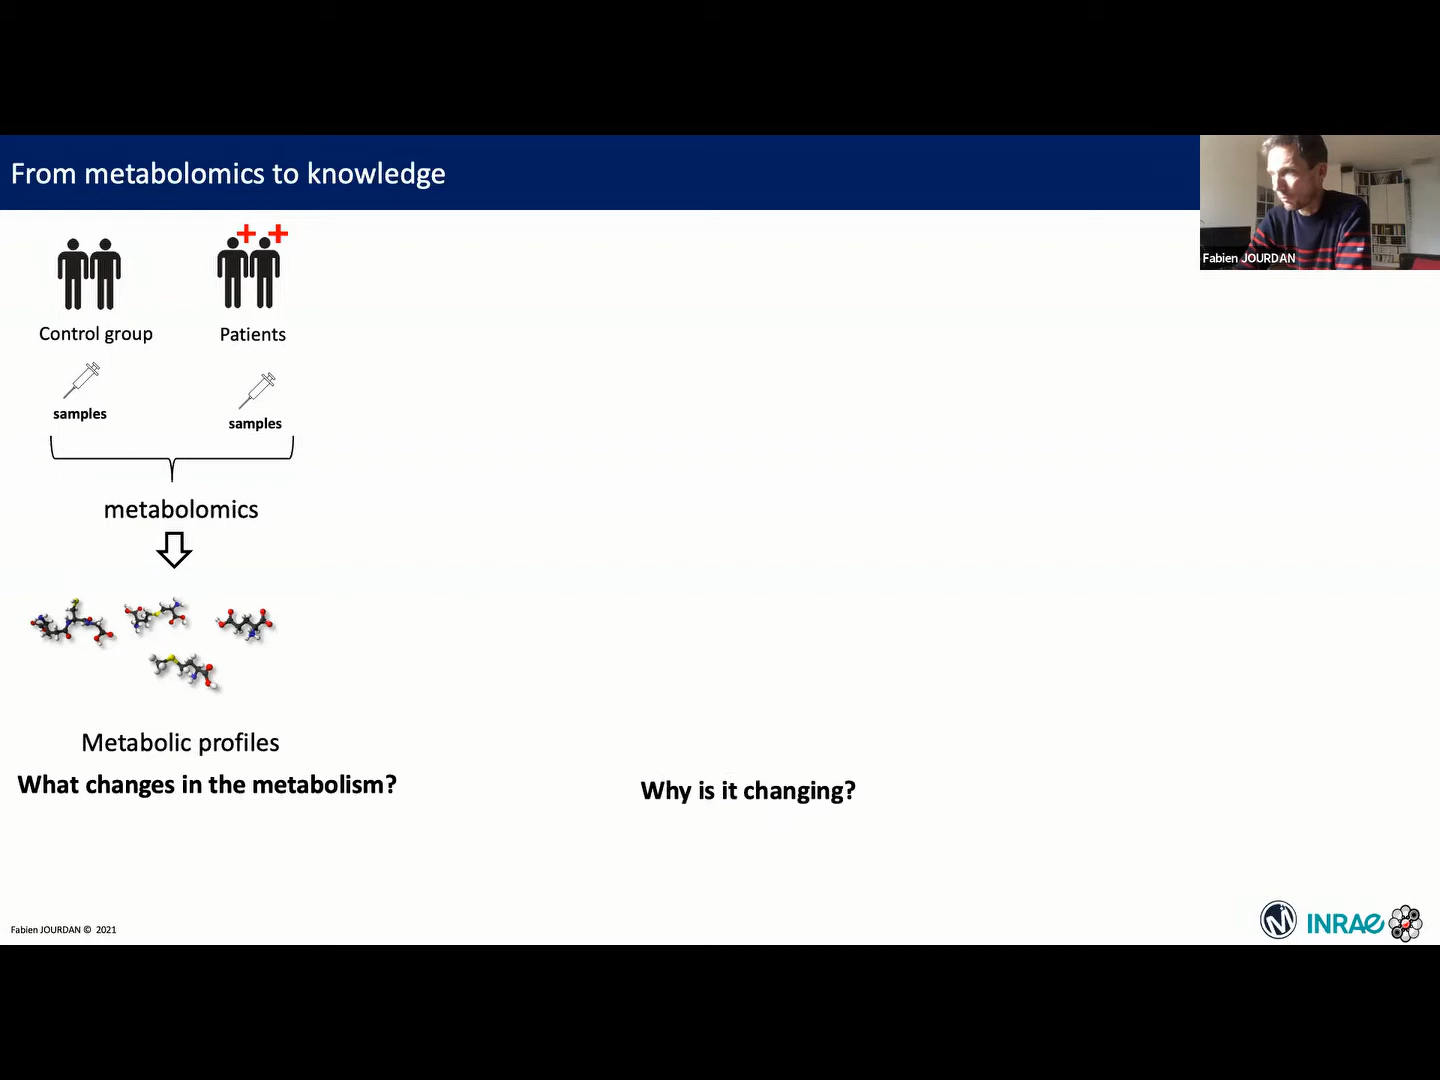 From metabolomics to knowledge
Fabien JOURDAN
Control group
Patients
samples
samples
metabolomics
Metabolic profiles
What changes in the metabolism?
Why is it changing?
Fabien JOURDAN © 2021
M INRAE